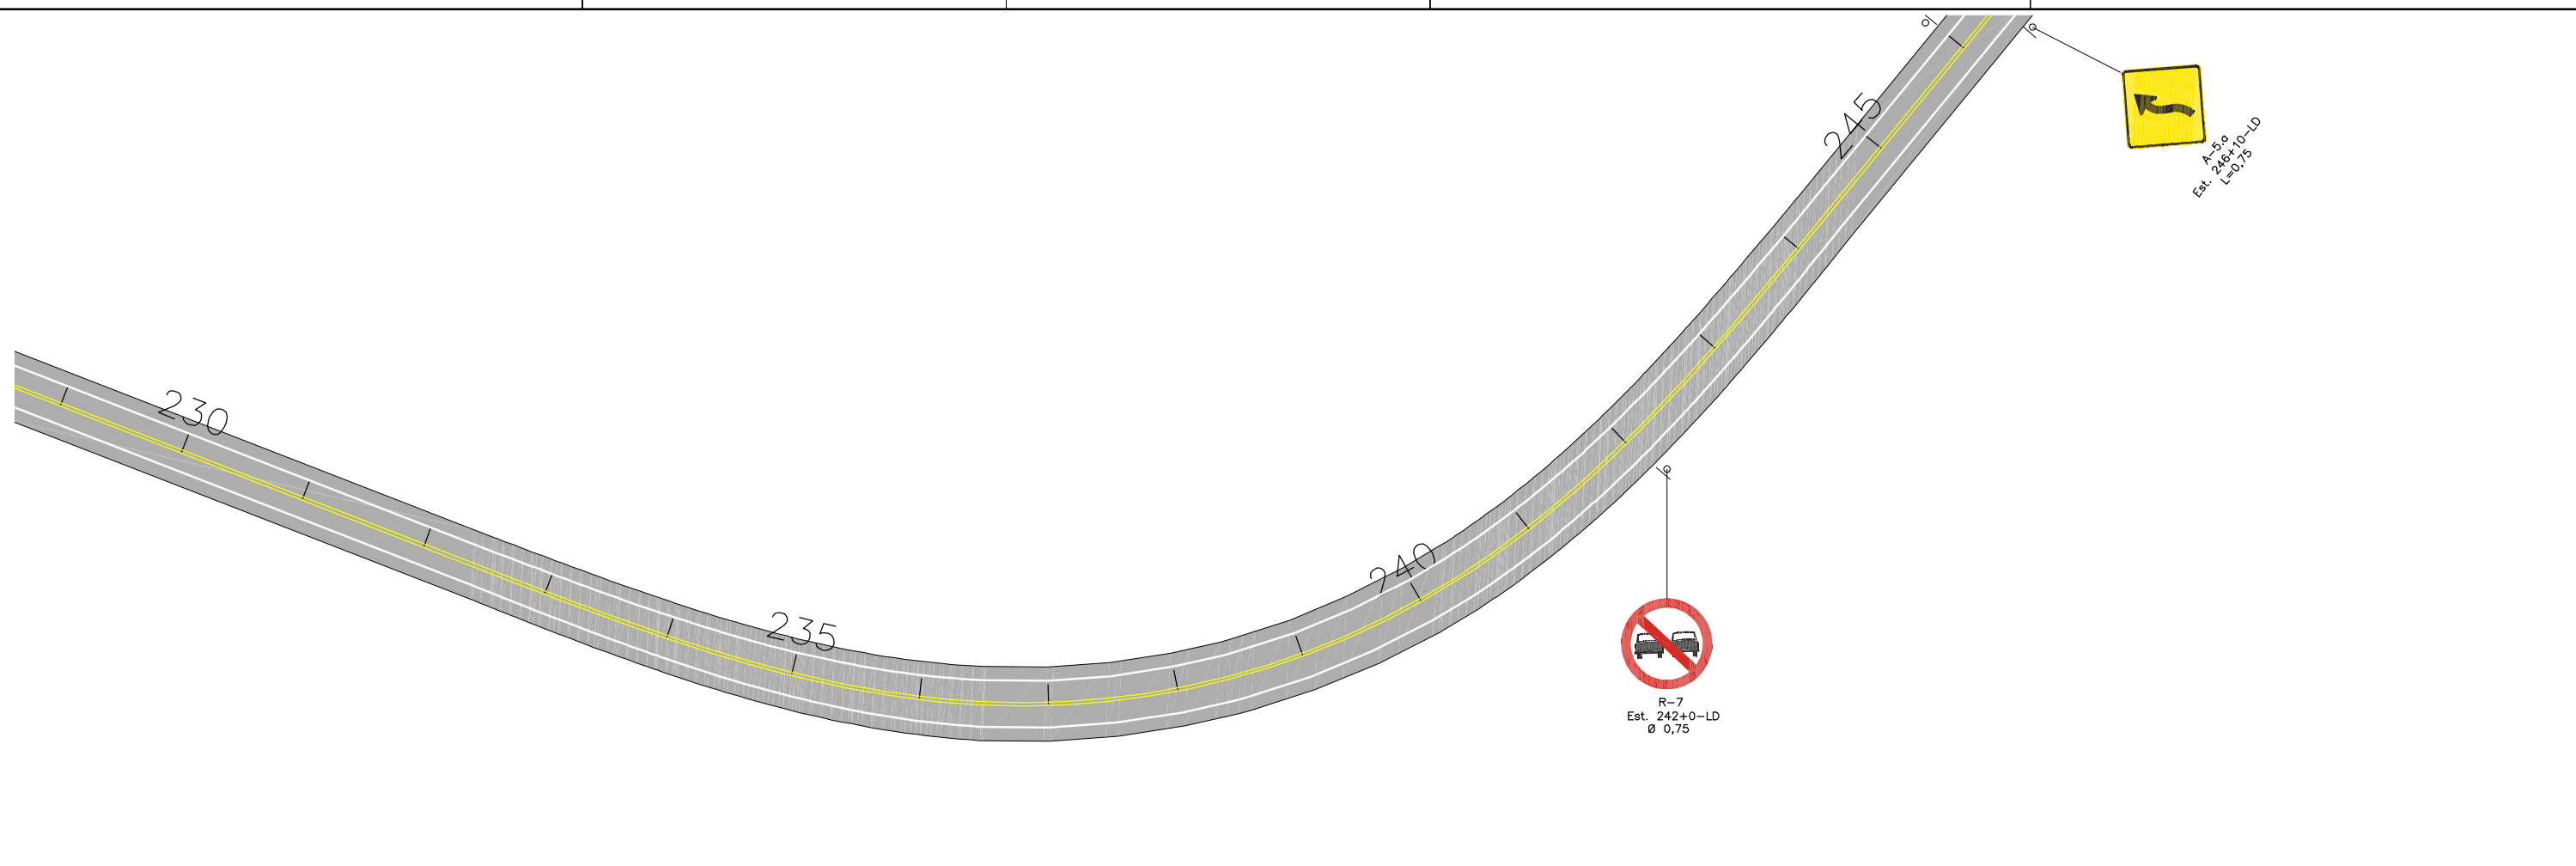 245
A-5.a
Est. 246+10-LD
L=0,75
230
240
235
R-7
Est. 242+0-LD
Ø 0,75